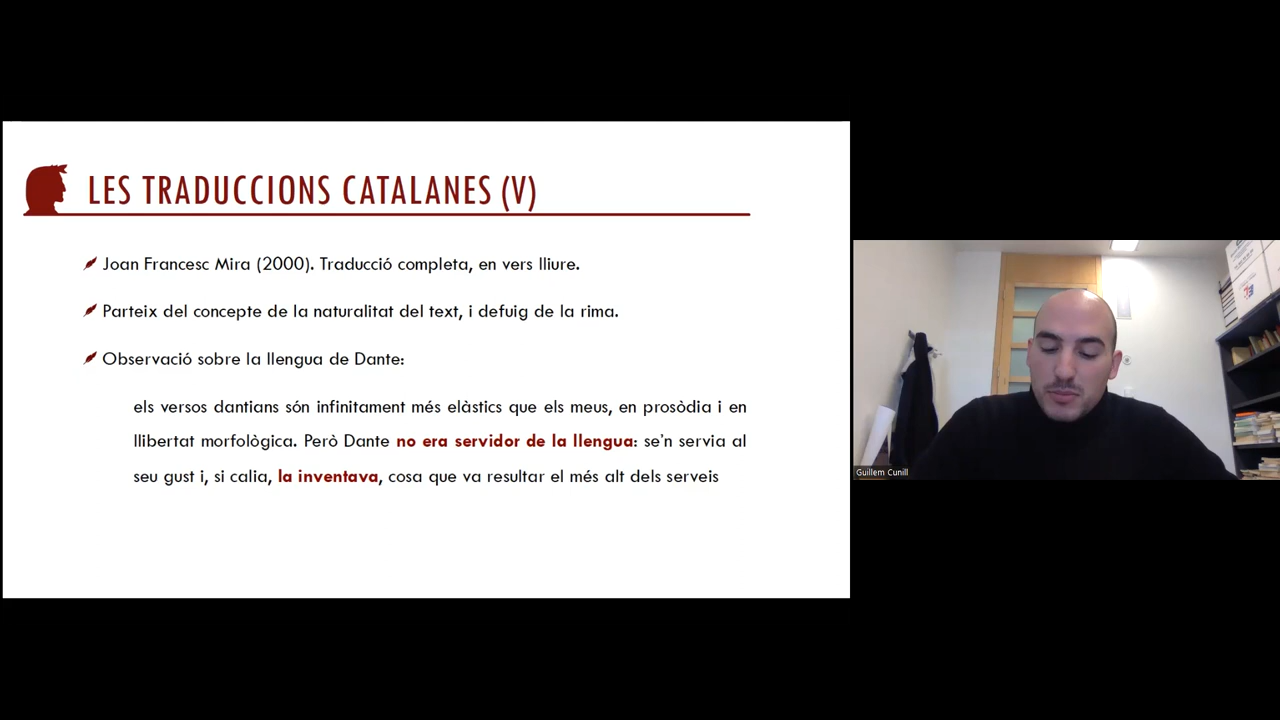 LES TRADUCCIONS CATALANES (V)
Joan Francesc Mira (2000). Traducció completa, en vers lliure.
Parteix del concepte de la naturalitat del text, i defuig de la rima.
Observació sobre la llengua de Dante:
els versos dantians són infinitament més elàstics que els meus, en prosòdia i en
llibertat morfològica. Però Dante no era servidor de la llengua: se'n servia al
seu gust i, si calia, la inventava, cosa que va resultar el més alt dels serveis
Guillem Cunill